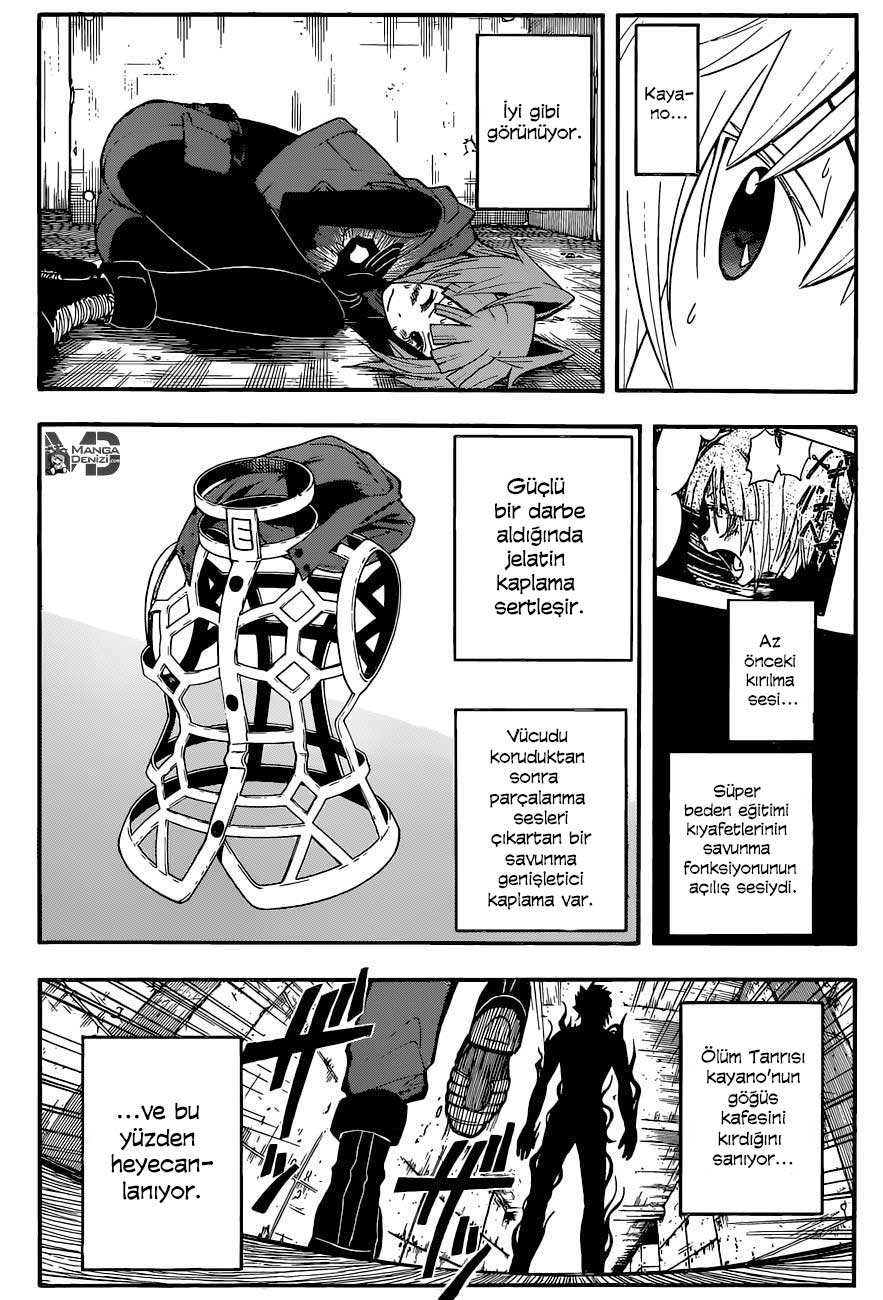 Kaya-
no...
İyi gibi
görünüyor.
Az
önceki
kırılma
sesi...
Süper
beden eğitimi
kıyafetlerinin
savunma
fonksiyonunun
açılış sesiydi.
MANGA
DENİZİ
Güçlü
bir darbe
aldığında
jelatin
kaplama
sertleşir.
Vücudu
koruduktan
sonra
parçalanma
sesleri
çıkartan bir
savunma
genişletici
kaplama var.
Ölüm Tanrısı
kayano'nun
göğüs
kafesini
kırdığını
sanıyor...
...ve bu
yüzden
heyecan-
lanıyor.